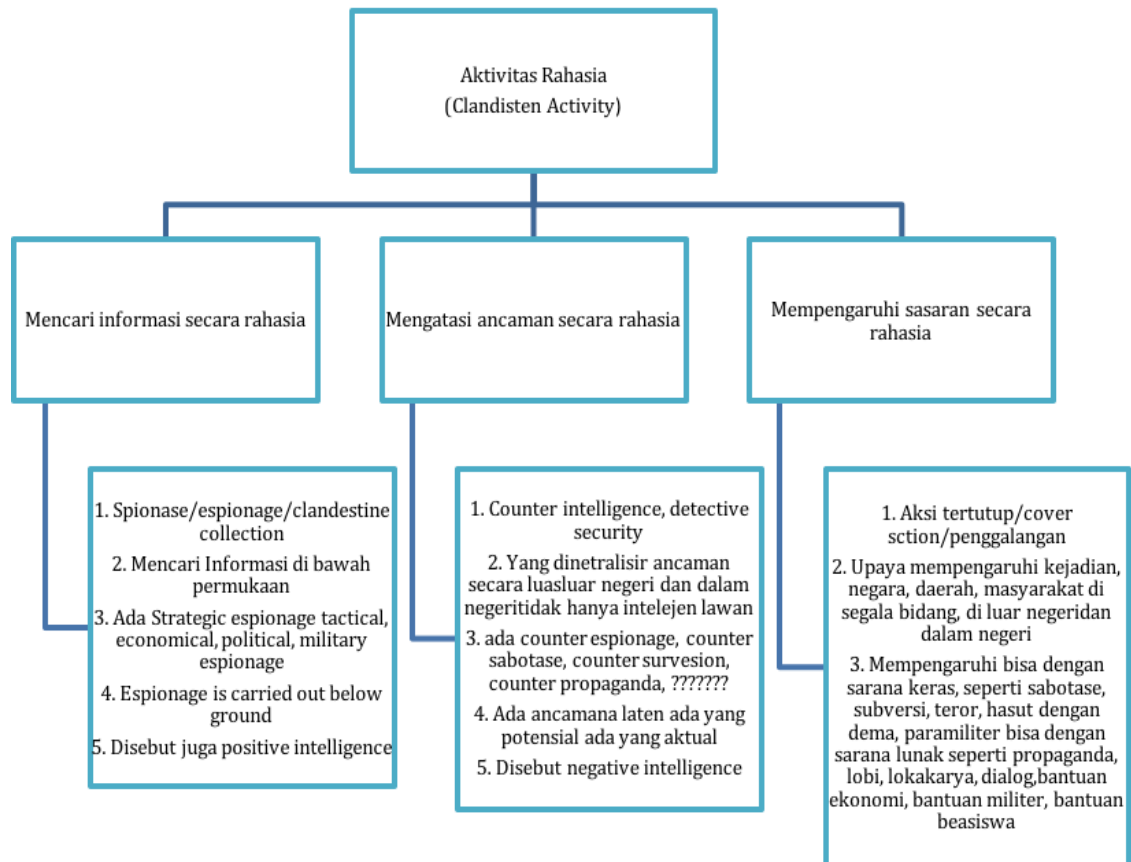 Aktivitas Rahasia
(Clandisten Activity)
Mencari informasi secara rahasia
Mengatasi ancaman secara rahasia
Mempengaruhi sasaran secara
rahasia
1. Spionase/espionage/clandestine
collection
2. Mencari Informasi di bawah
permukaan
3. Ada Strategic espionage tactical,
economical, political, military
espionage
4. Espionage is carried out below
ground
5. Disebut juga positive intelligence
1. Counter intelligence, detective
security
2. Yang dinetralisir ancaman
secara luasluar negeri dan dalam
negeritidak hanya intelejen lawan
3. ada counter espionage, counter
sabotase, counter survesion,
counter propaganda, ???????
4. Ada ancamana laten ada yang
potensial ada yang aktual
5. Disebut negative intelligence
1. Aksi tertutup/cover
sction/penggalangan
2. Upaya mempengaruhi kejadian,
negara, daerah, masyarakat di
segala bidang, di luar negeridan
dalam negeri
3. Mempengaruhi bisa dengan
sarana keras, seperti sabotase,
subversi, teror, hasut dengan
dema, paramiliter bisa dengan
sarana lunak seperti propaganda,
lobi, lokakarya, dialog,bantuan
ekonomi, bantuan militer, bantuan
beasiswa